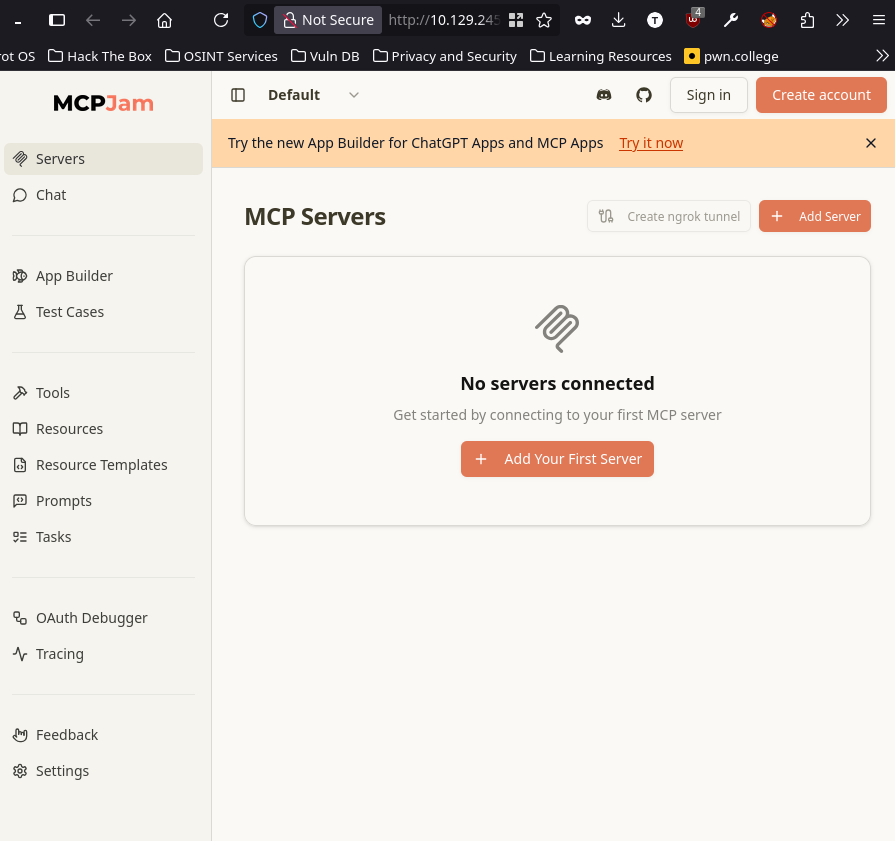 Not Secure
http://10.129.245
4
rot OS
Hack The Box
OSINT Services
Vuln DB
Privacy and Security
Learning Resources
pwn.college
MCPJam
Default
Sign in
Create account
Try the new App Builder for ChatGPT Apps and MCP Apps
Try it now
Servers
Chat
App Builder
Test Cases
Tools
Resources
Resource Templates
Prompts
Tasks
OAuth Debugger
Tracing
Feedback
Settings
MCP Servers
Create ngrok tunnel
Add Server
No servers connected
Get started by connecting to your first MCP server
Add Your First Server